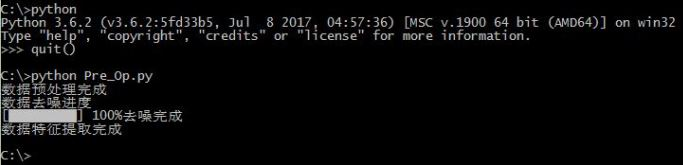 C:\>python
Python 3.6.2 (v3.6.2:5fd33b5, Jul  8 2017, 04:57:36) [MSC v.1900 64 bit (AMD64)] on win32
Type "help", "copyright", "credits" or "license" for more information.
>>> quit()
C:\>python Pre_Op.py
数据预处理完成
数据去噪进度
[██████████] 100%去噪完成
数据特征提取完成
C:\>